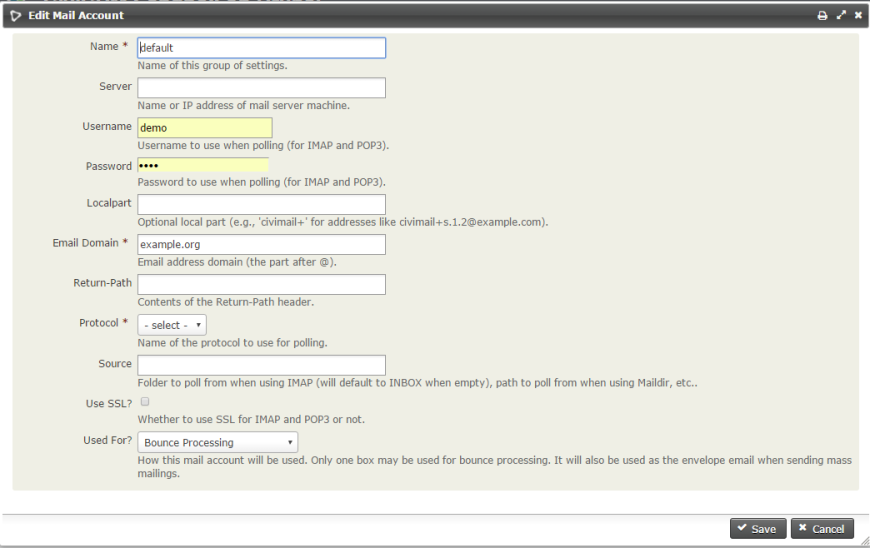 Edit Mail Account
Name * default
Name of this group of settings.
Server
Name or IP address of mail server machine.
Username demo
Username to use when polling (for IMAP and POP3).
Password ••••
Password to use when polling (for IMAP and POP3).
Localpart
Optional local part (e.g., 'civimail+' for addresses like civimail+s.1.2@example.com).
Email Domain * example.org
Email address domain (the part after @).
Return-Path
Contents of the Return-Path header.
Protocol * - select -
Name of the protocol to use for polling.
Source
Folder to poll from when using IMAP (will default to INBOX when empty), path to poll from when using Maildir, etc..
Use SSL?
Whether to use SSL for IMAP and POP3 or not.
Used For? Bounce Processing
How this mail account will be used. Only one box may be used for bounce processing. It will also be used as the envelope email when sending mass
mailings.
Save Cancel